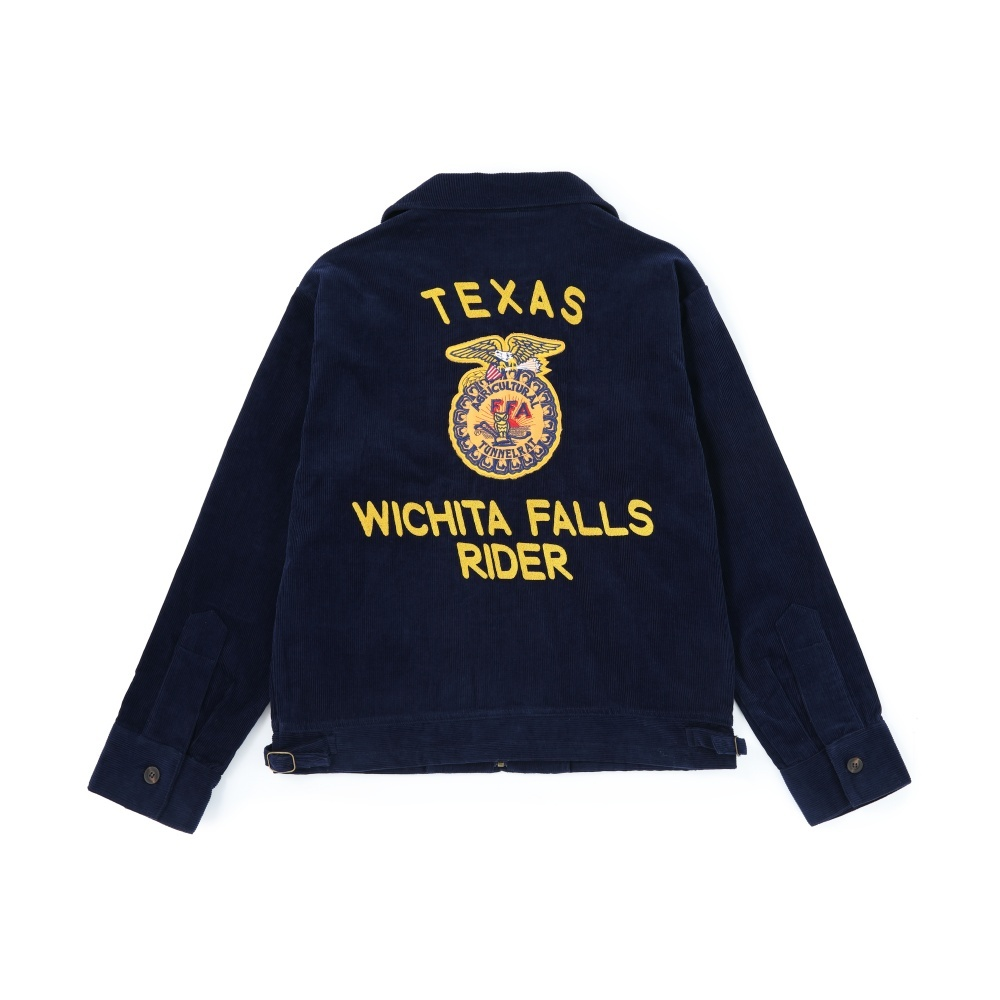 TEXAS
AGRICULTURAL
FFA
TUNNELRAT
WICHITA FALLS
RIDER